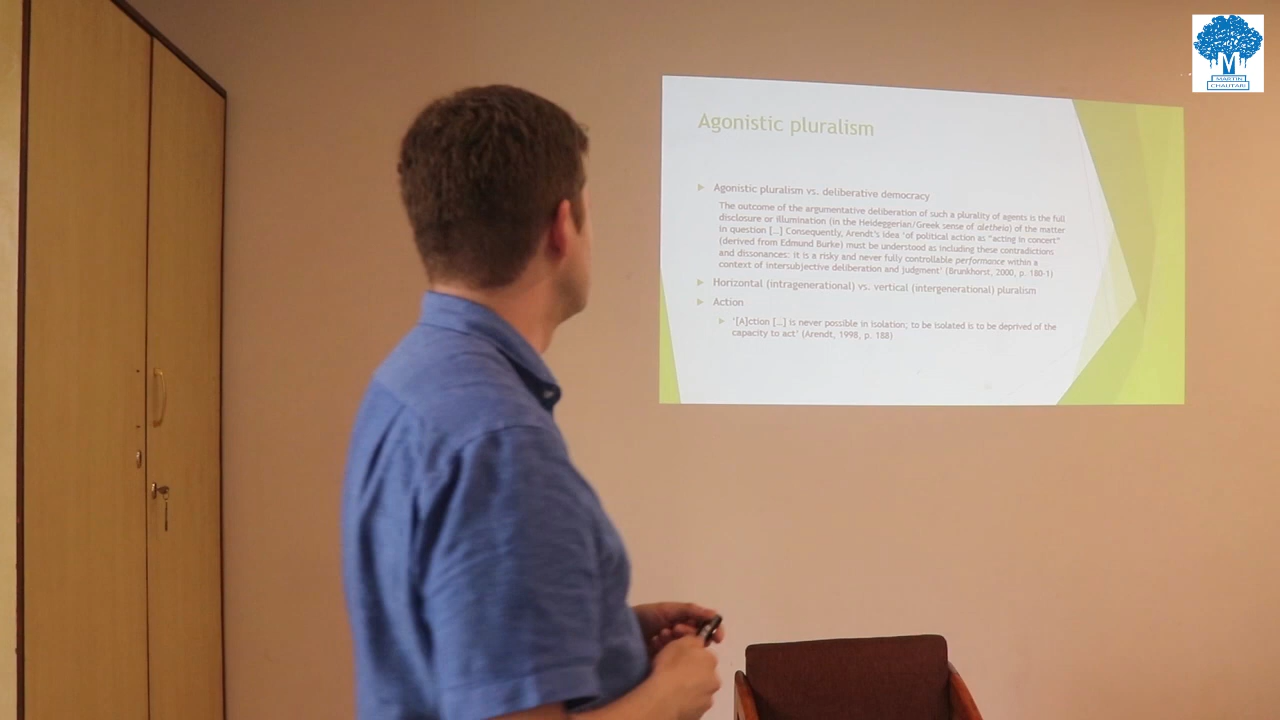 M
MARTIN
CHAUTARI
Agonistic pluralism
Agonistic pluralism vs. deliberative democracy
The outcome of the argumentative deliberation of such a plurality of agents is the full
disclosure or illumination (in the Heideggerian/Greek sense of aletheia) of the matter
in question […] Consequently, Arendt's idea 'of political action as "acting in concert"
(derived from Edmund Burke) must be understood as including these contradictions
and dissonances: it is a risky and never fully controllable performance within a
context of intersubjective deliberation and judgment' (Brunkhorst, 2000, p. 180-1)
Horizontal (intragenerational) vs. vertical (intergenerational) pluralism
Action
'[A]ction […] is never possible in isolation; to be isolated is to be deprived of the
capacity to act' (Arendt, 1998, p. 188)